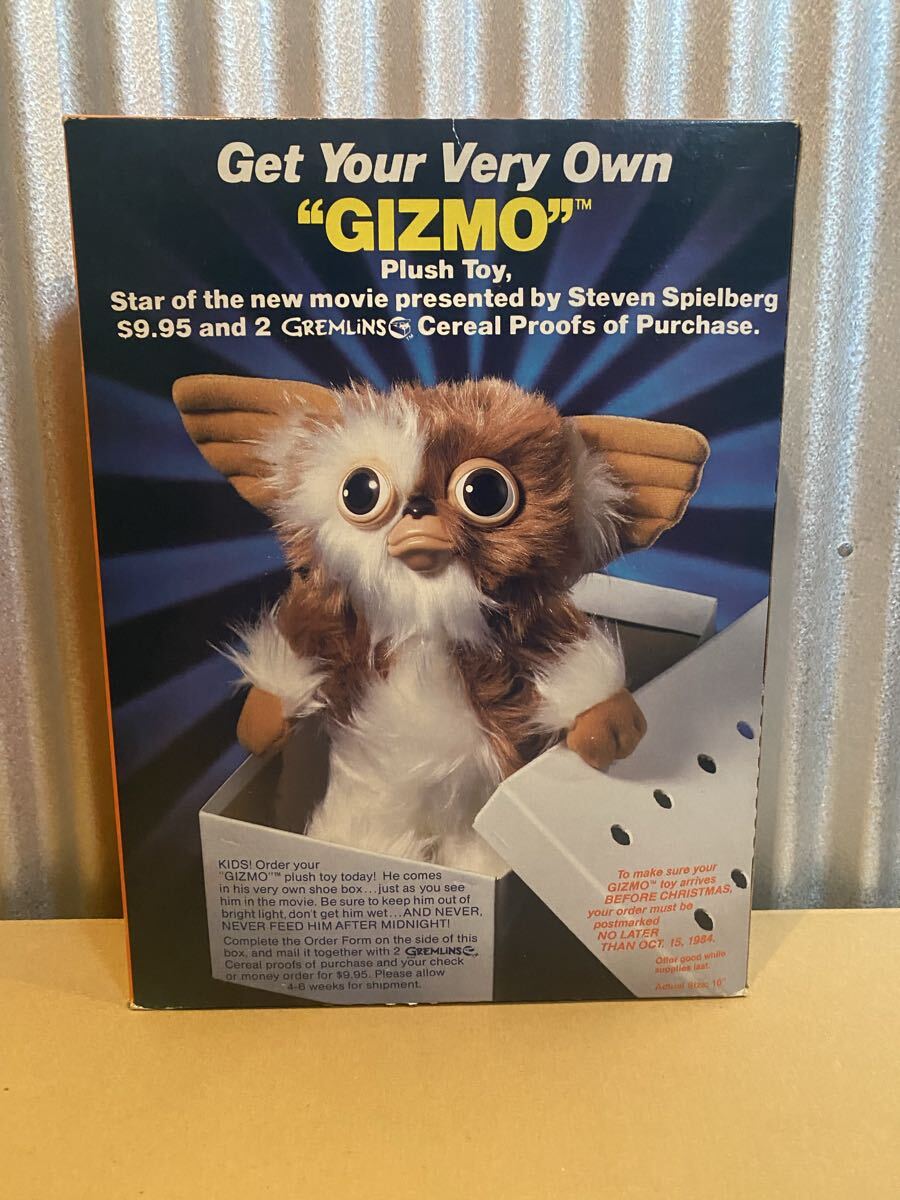 Get Your Very Own
“GIZMO”™
Plush Toy,
Star of the new movie presented by Steven Spielberg
$9.95 and 2 GREMLiNS™ Cereal Proofs of Purchase.
KIDS! Order your
"GIZMO"™ plush toy today! He comes
in his very own shoe box...just as you see
him in the movie. Be sure to keep him out of
bright light, don't get him wet...AND NEVER,
NEVER FEED HIM AFTER MIDNIGHT!
Complete the Order Form on the side of this
box, and mail it together with 2 GREMLiNS
Cereal proofs of purchase and your check
or money order for $9.95. Please allow
4-6 weeks for shipment.
To make sure your
GIZMO™ toy arrives
BEFORE CHRISTMAS,
your order must be
postmarked
NO LATER
THAN OCT. 15, 1984.
Offer good while
supplies last.
Actual Size: 10"